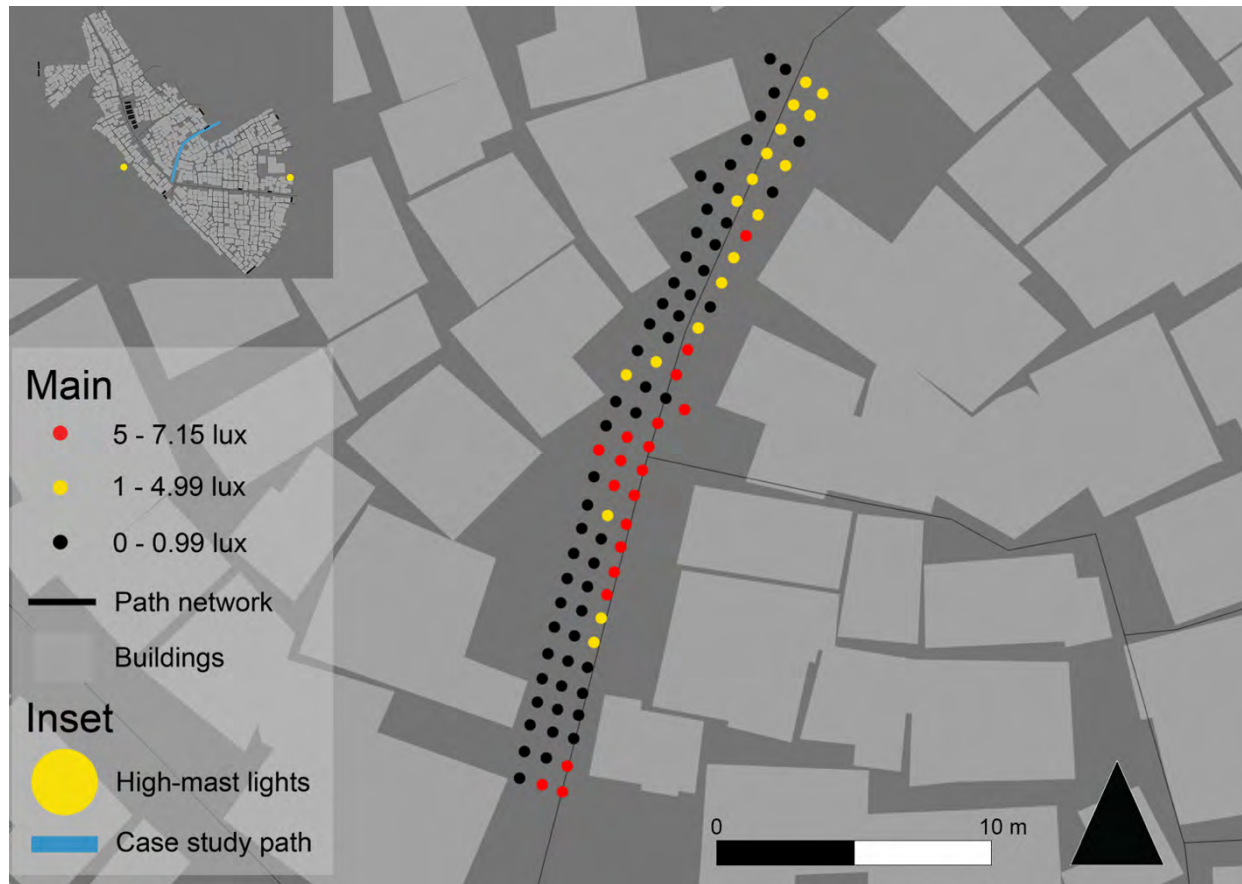 Main
5 - 7.15 lux
1 - 4.99 lux
0 - 0.99 lux
Path network
Buildings
Inset
High-mast lights
Case study path
0 10 m